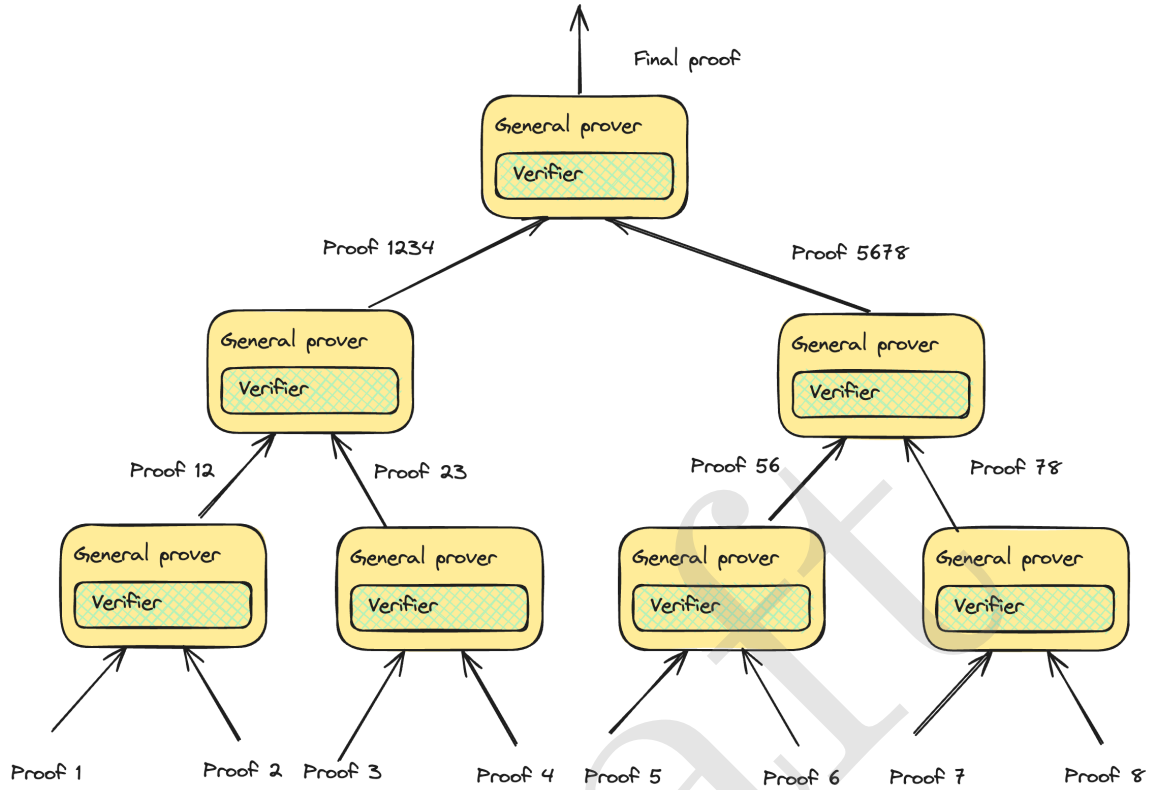 Final proof
General prover
Verifier
Proof 1234
Proof 5678
General prover
Verifier
General prover
Verifier
Proof 12
Proof 23
Proof 56
Proof 78
General prover
Verifier
General prover
Verifier
General prover
Verifier
General prover
Verifier
Proof 1
Proof 2
Proof 3
Proof 4
Proof 5
Proof 6
Proof 7
Proof 8
aft